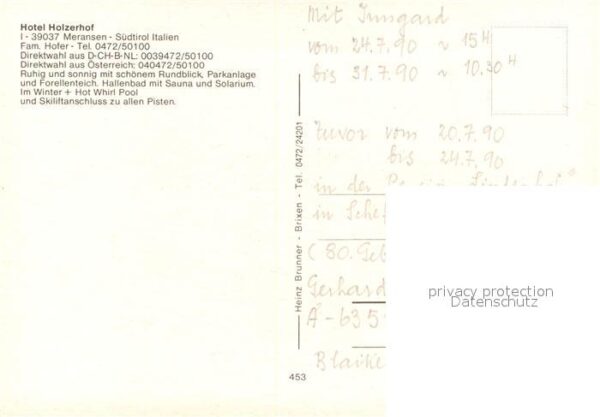 Hotel Holzerhof
I - 39037 Meransen - Südtirol Italien
Fam. Hofer - Tel. 0472/50100
Direktwahl aus D-CH-B-NL: 0039472/50100
Direktwahl aus Österreich: 040472/50100
Ruhig und sonnig mit schönem Rundblick, Parkanlage
und Forellenteich. Hallenbad mit Sauna und Solarium.
Im Winter + Hot Whirl Pool
und Skiliftanschluss zu allen Pisten.
Heinz Brunner - Brixen - Tel. 0472/24201
453
Mit Irmgard
vom 24.7.90 ~ 15 H
bis 31.7.90 ~ 10.30 H
Zuvor vom 20.7.90
bis 24.7.90
in der
in Schef
(80. Geb
Gerhard
A-635
privacy protection
Datenschutz